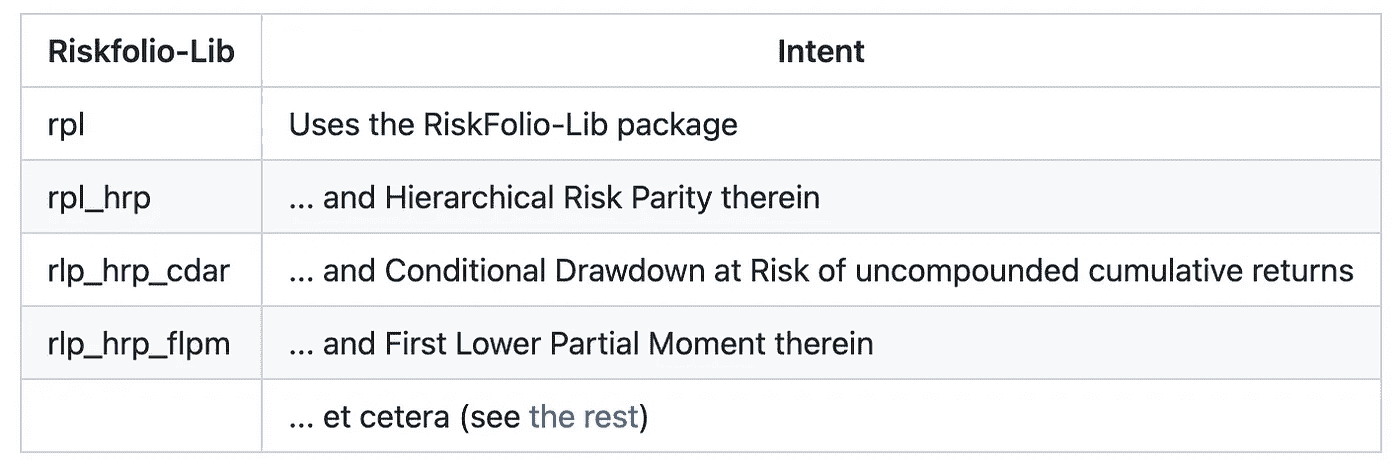 Riskfolio-Lib Intent
rpl Uses the RiskFolio-Lib package
rpl_hrp ... and Hierarchical Risk Parity therein
rlp_hrp_cdar ... and Conditional Drawdown at Risk of uncompounded cumulative returns
rlp_hrp_flpm ... and First Lower Partial Moment therein
... et cetera (see the rest)